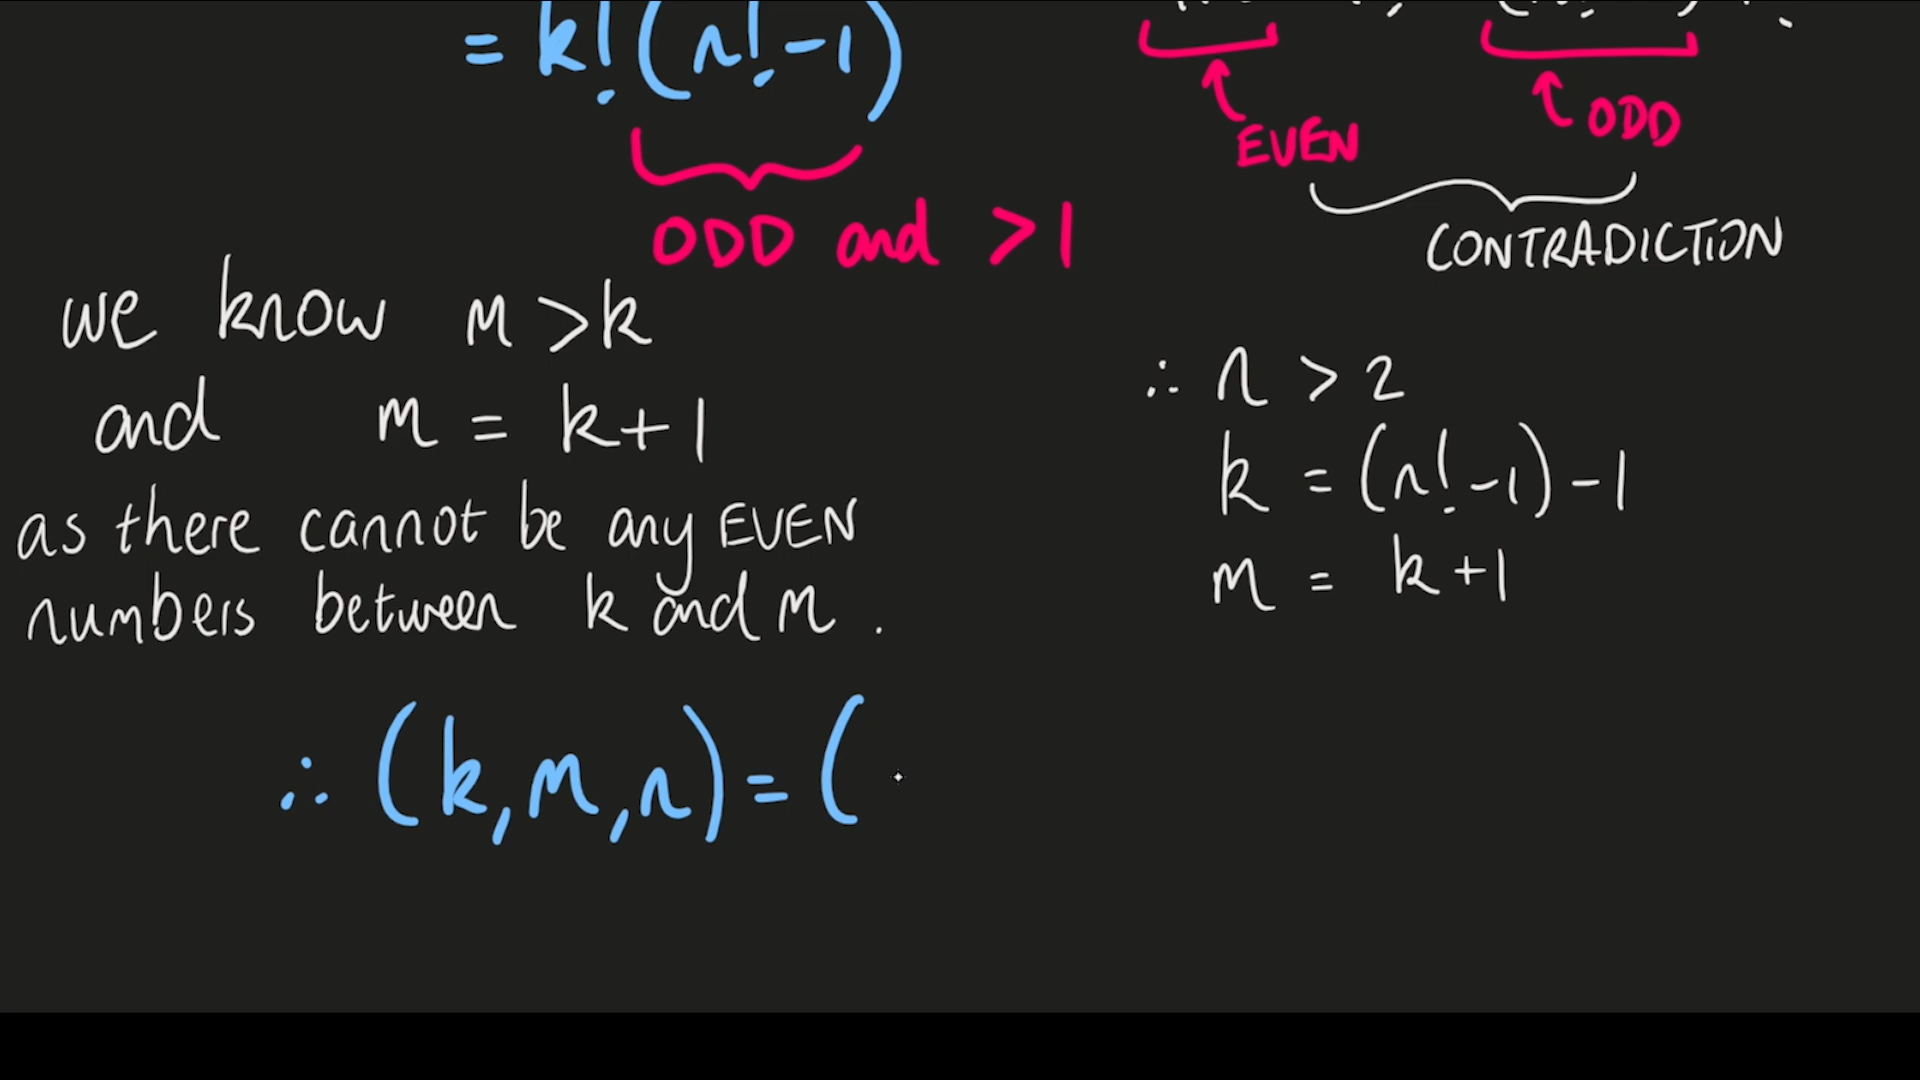 = k!(n!-1)
ODD and >1
we know m > k
and m = k+1
as there cannot be any EVEN
numbers between k and m.
∴ (k,m,n) = (
EVEN
ODD
CONTRADICTION
∴ n > 2
k = (n!-1)-1
m = k+1